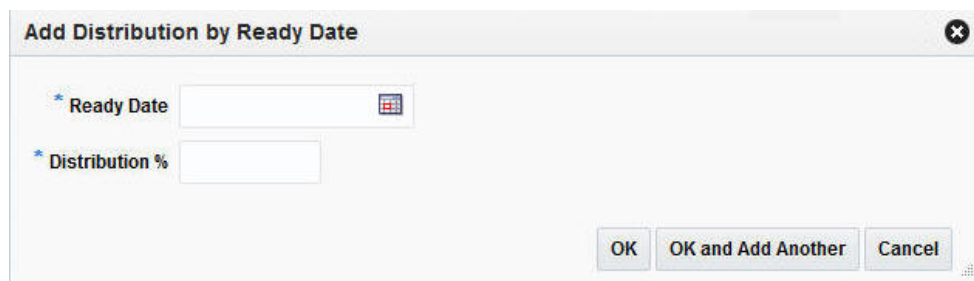 Add Distribution by Ready Date
* Ready Date
* Distribution %
OK OK and Add Another Cancel